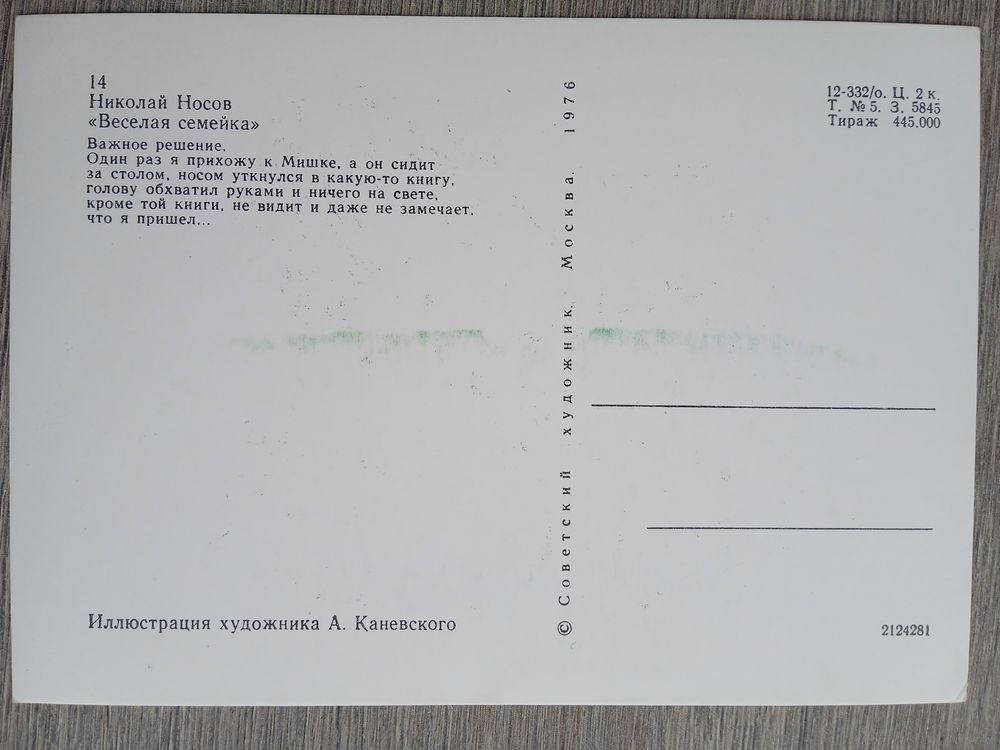 14
Николай Носов
«Веселая семейка»
Важное решение.
Один раз я прихожу к Мишке, а он сидит
за столом, носом уткнулся в какую-то книгу,
голову обхватил руками и ничего на свете,
кроме той книги, не видит и даже не замечает,
что я пришел...
Иллюстрация художника А. Каневского
© Советский художник. Москва. 1976
12-332/о. Ц. 2 к.
Т. № 5. З. 5845
Тираж 445.000
2124281